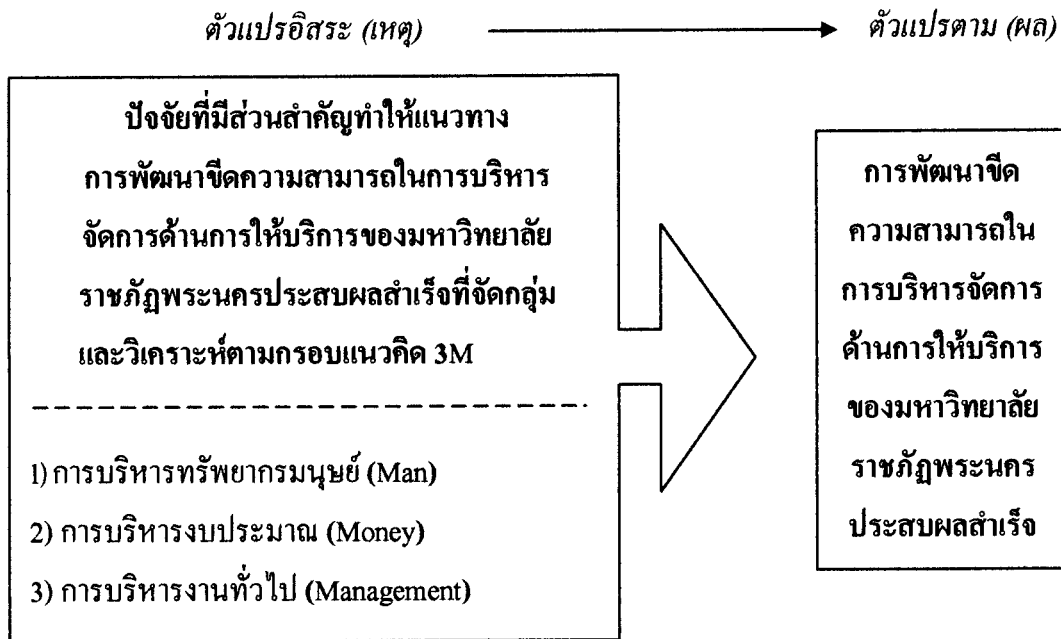 ตัวแปรอิสระ (เหตุ) ตัวแปรตาม (ผล)
ปัจจัยที่มีส่วนสำคัญทำให้แนวทาง
การพัฒนาขีดความสามารถในการบริหาร
จัดการด้านการให้บริการของมหาวิทยาลัย
ราชภัฏพระนครประสบผลสำเร็จที่จัดกลุ่ม
และวิเคราะห์ตามกรอบแนวคิด 3M
1) การบริหารทรัพยากรมนุษย์ (Man)
2) การบริหารงบประมาณ (Money)
3) การบริหารงานทั่วไป (Management)
การพัฒนาขีด
ความสามารถใน
การบริหารจัดการ
ด้านการให้บริการ
ของมหาวิทยาลัย
ราชภัฏพระนคร
ประสบผลสำเร็จ